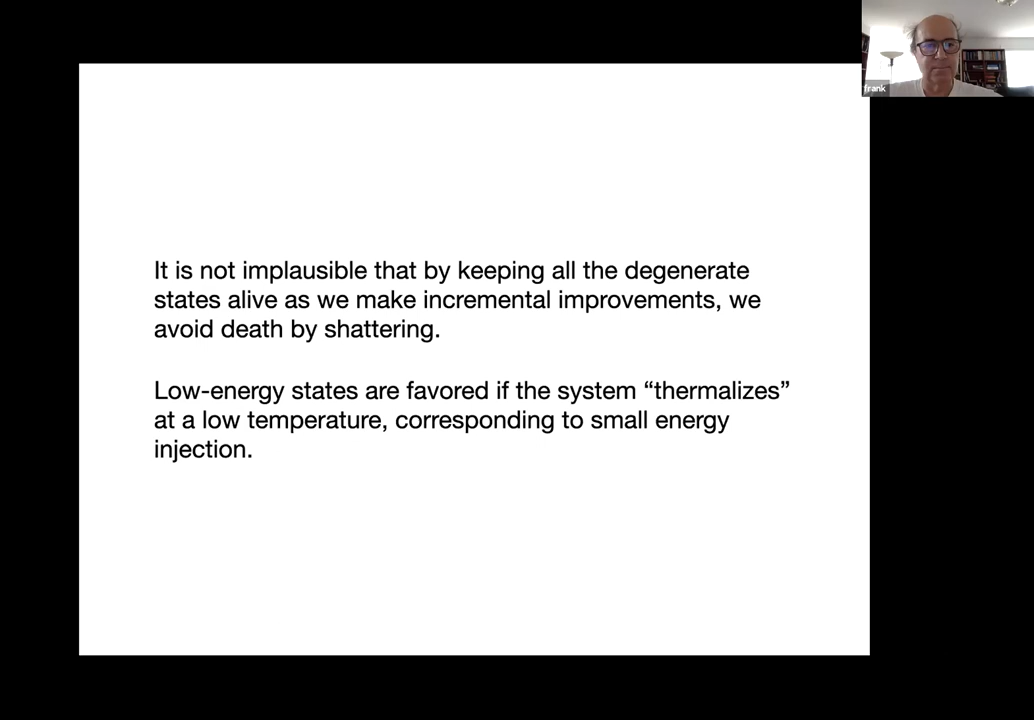 frank
It is not implausible that by keeping all the degenerate
states alive as we make incremental improvements, we
avoid death by shattering.
Low-energy states are favored if the system “thermalizes”
at a low temperature, corresponding to small energy
injection.